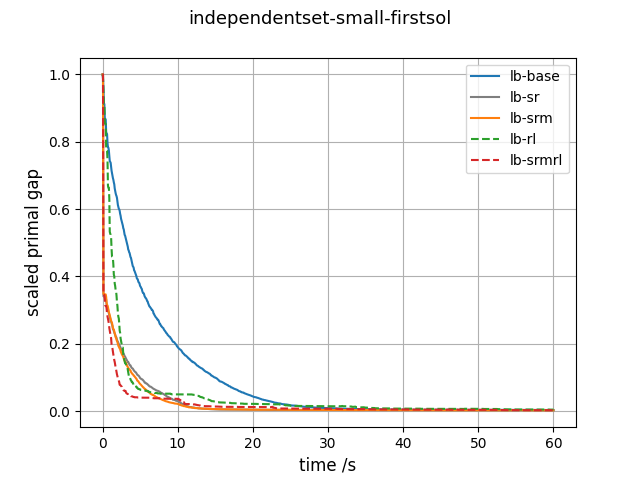 independentset-small-firstsol
scaled primal gap
1.0
0.8
0.6
0.4
0.2
0.0
0
10
20
30
40
50
60
time /s
lb-base
lb-sr
lb-srm
lb-rl
lb-srmrl